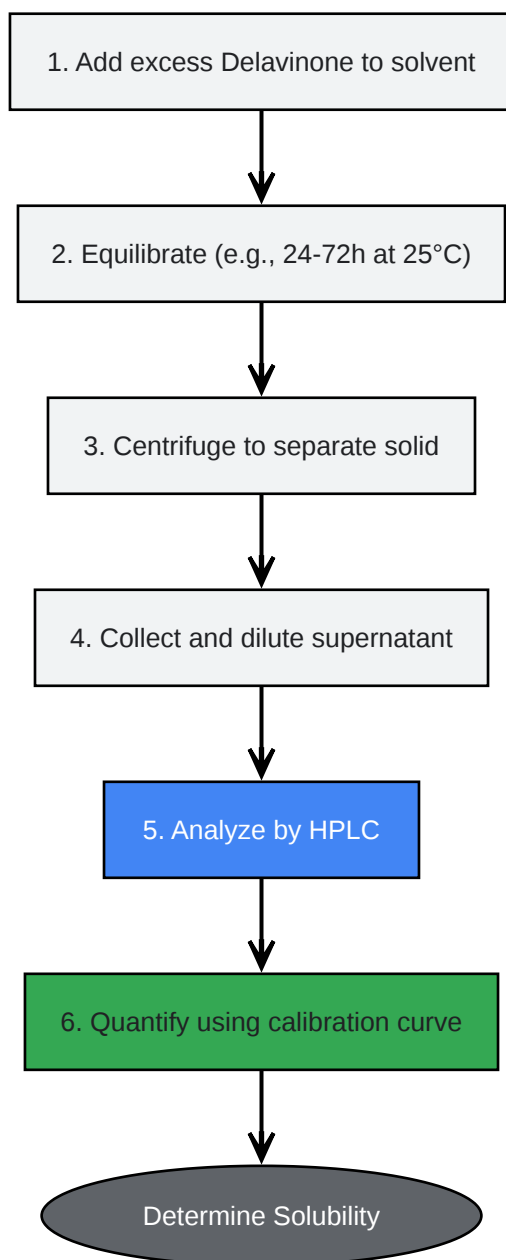 1. Add excess Delavinone to solvent
2. Equilibrate (e.g., 24-72h at 25°C)
3. Centrifuge to separate solid
4. Collect and dilute supernatant
5. Analyze by HPLC
6. Quantify using calibration curve
Determine Solubility